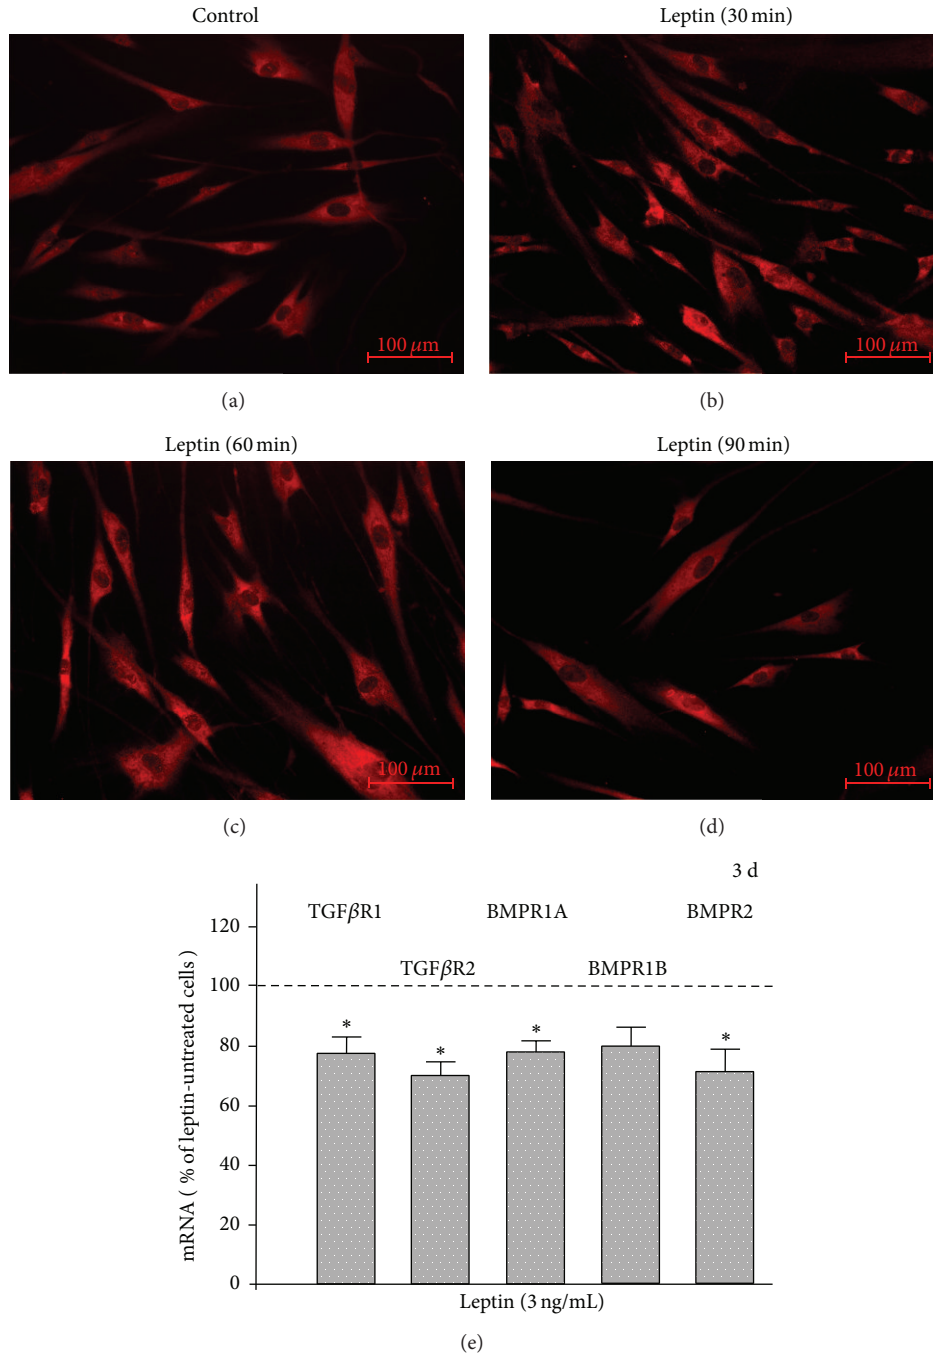 Control
Leptin (30 min)
100 μm
100 μm
(a)
(b)
Leptin (60 min)
Leptin (90 min)
100 μm
100 μm
(c)
(d)
3 d
TGFβR1
BMPR1A
BMPR2
TGFβR2
BMPR1B
mRNA ( % of leptin-untreated cells )
120
100
80
60
40
20
0
*
*
*
*
Leptin (3 ng/mL)
(e)